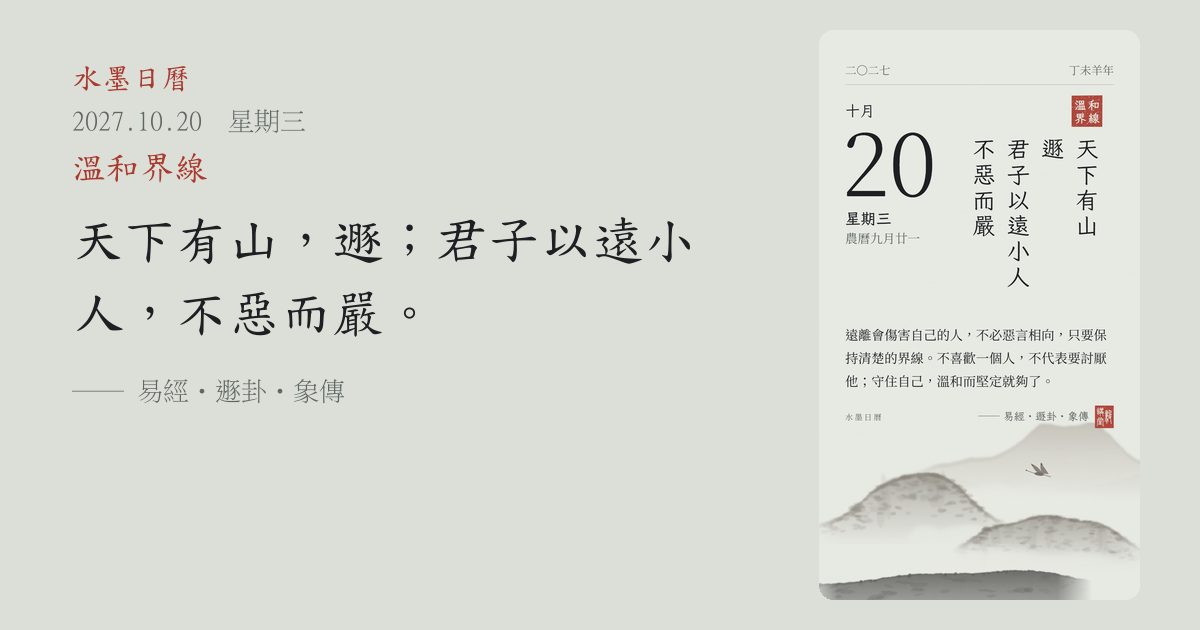 水墨日曆
2027.10.20 星期三
溫和界線
天下有山，遯；君子以遠小
人，不惡而嚴。
—— 易經・遯卦・象傳
二〇二七
丁未羊年
十月
20
星期三
農曆九月廿一
溫和
界線
天下有山
遯
君子以遠小人
不惡而嚴
遠離會傷害自己的人，不必惡言相向，只要保
持清楚的界線。不喜歡一個人，不代表要討厭
他；守住自己，溫和而堅定就夠了。
水墨日曆
—— 易經・遯卦・象傳